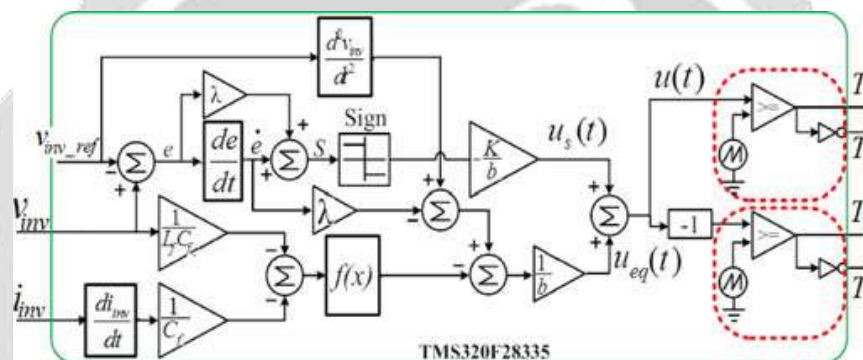 d²v_inv
dt²
u(t)
T
>=
λ
Sign
v_inv_ref
Σ
e
de
dt
ė
Σ
S
-K
b
u_s(t)
T
v_inv
1
L_f C_f
λ
Σ
Σ
-1
>=
T
Σ
f(x)
Σ
1
b
u_eq(t)
T
i_inv
di_inv
dt
1
C_f
TMS320F28335